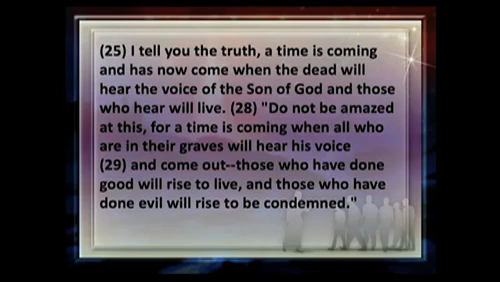 (25) I tell you the truth, a time is coming
and has now come when the dead will
hear the voice of the Son of God and those
who hear will live. (28) "Do not be amazed
at this, for a time is coming when all who
are in their graves will hear his voice
(29) and come out--those who have done
good will rise to live, and those who have
done evil will rise to be condemned."